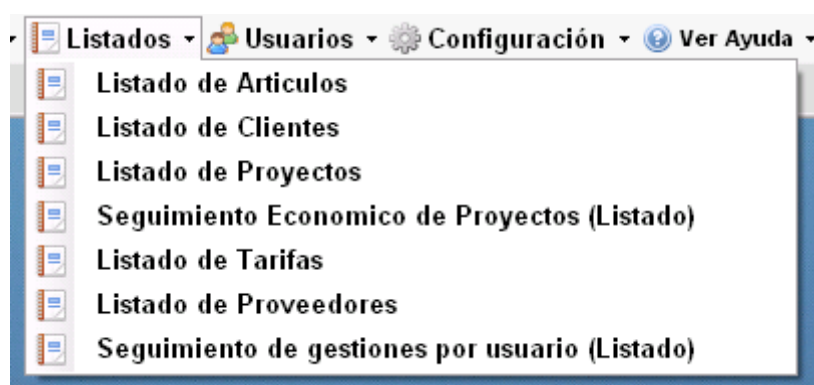 Listados Usuarios Configuración Ver Ayuda
Listado de Articulos
Listado de Clientes
Listado de Proyectos
Seguimiento Economico de Proyectos (Listado)
Listado de Tarifas
Listado de Proveedores
Seguimiento de gestiones por usuario (Listado)